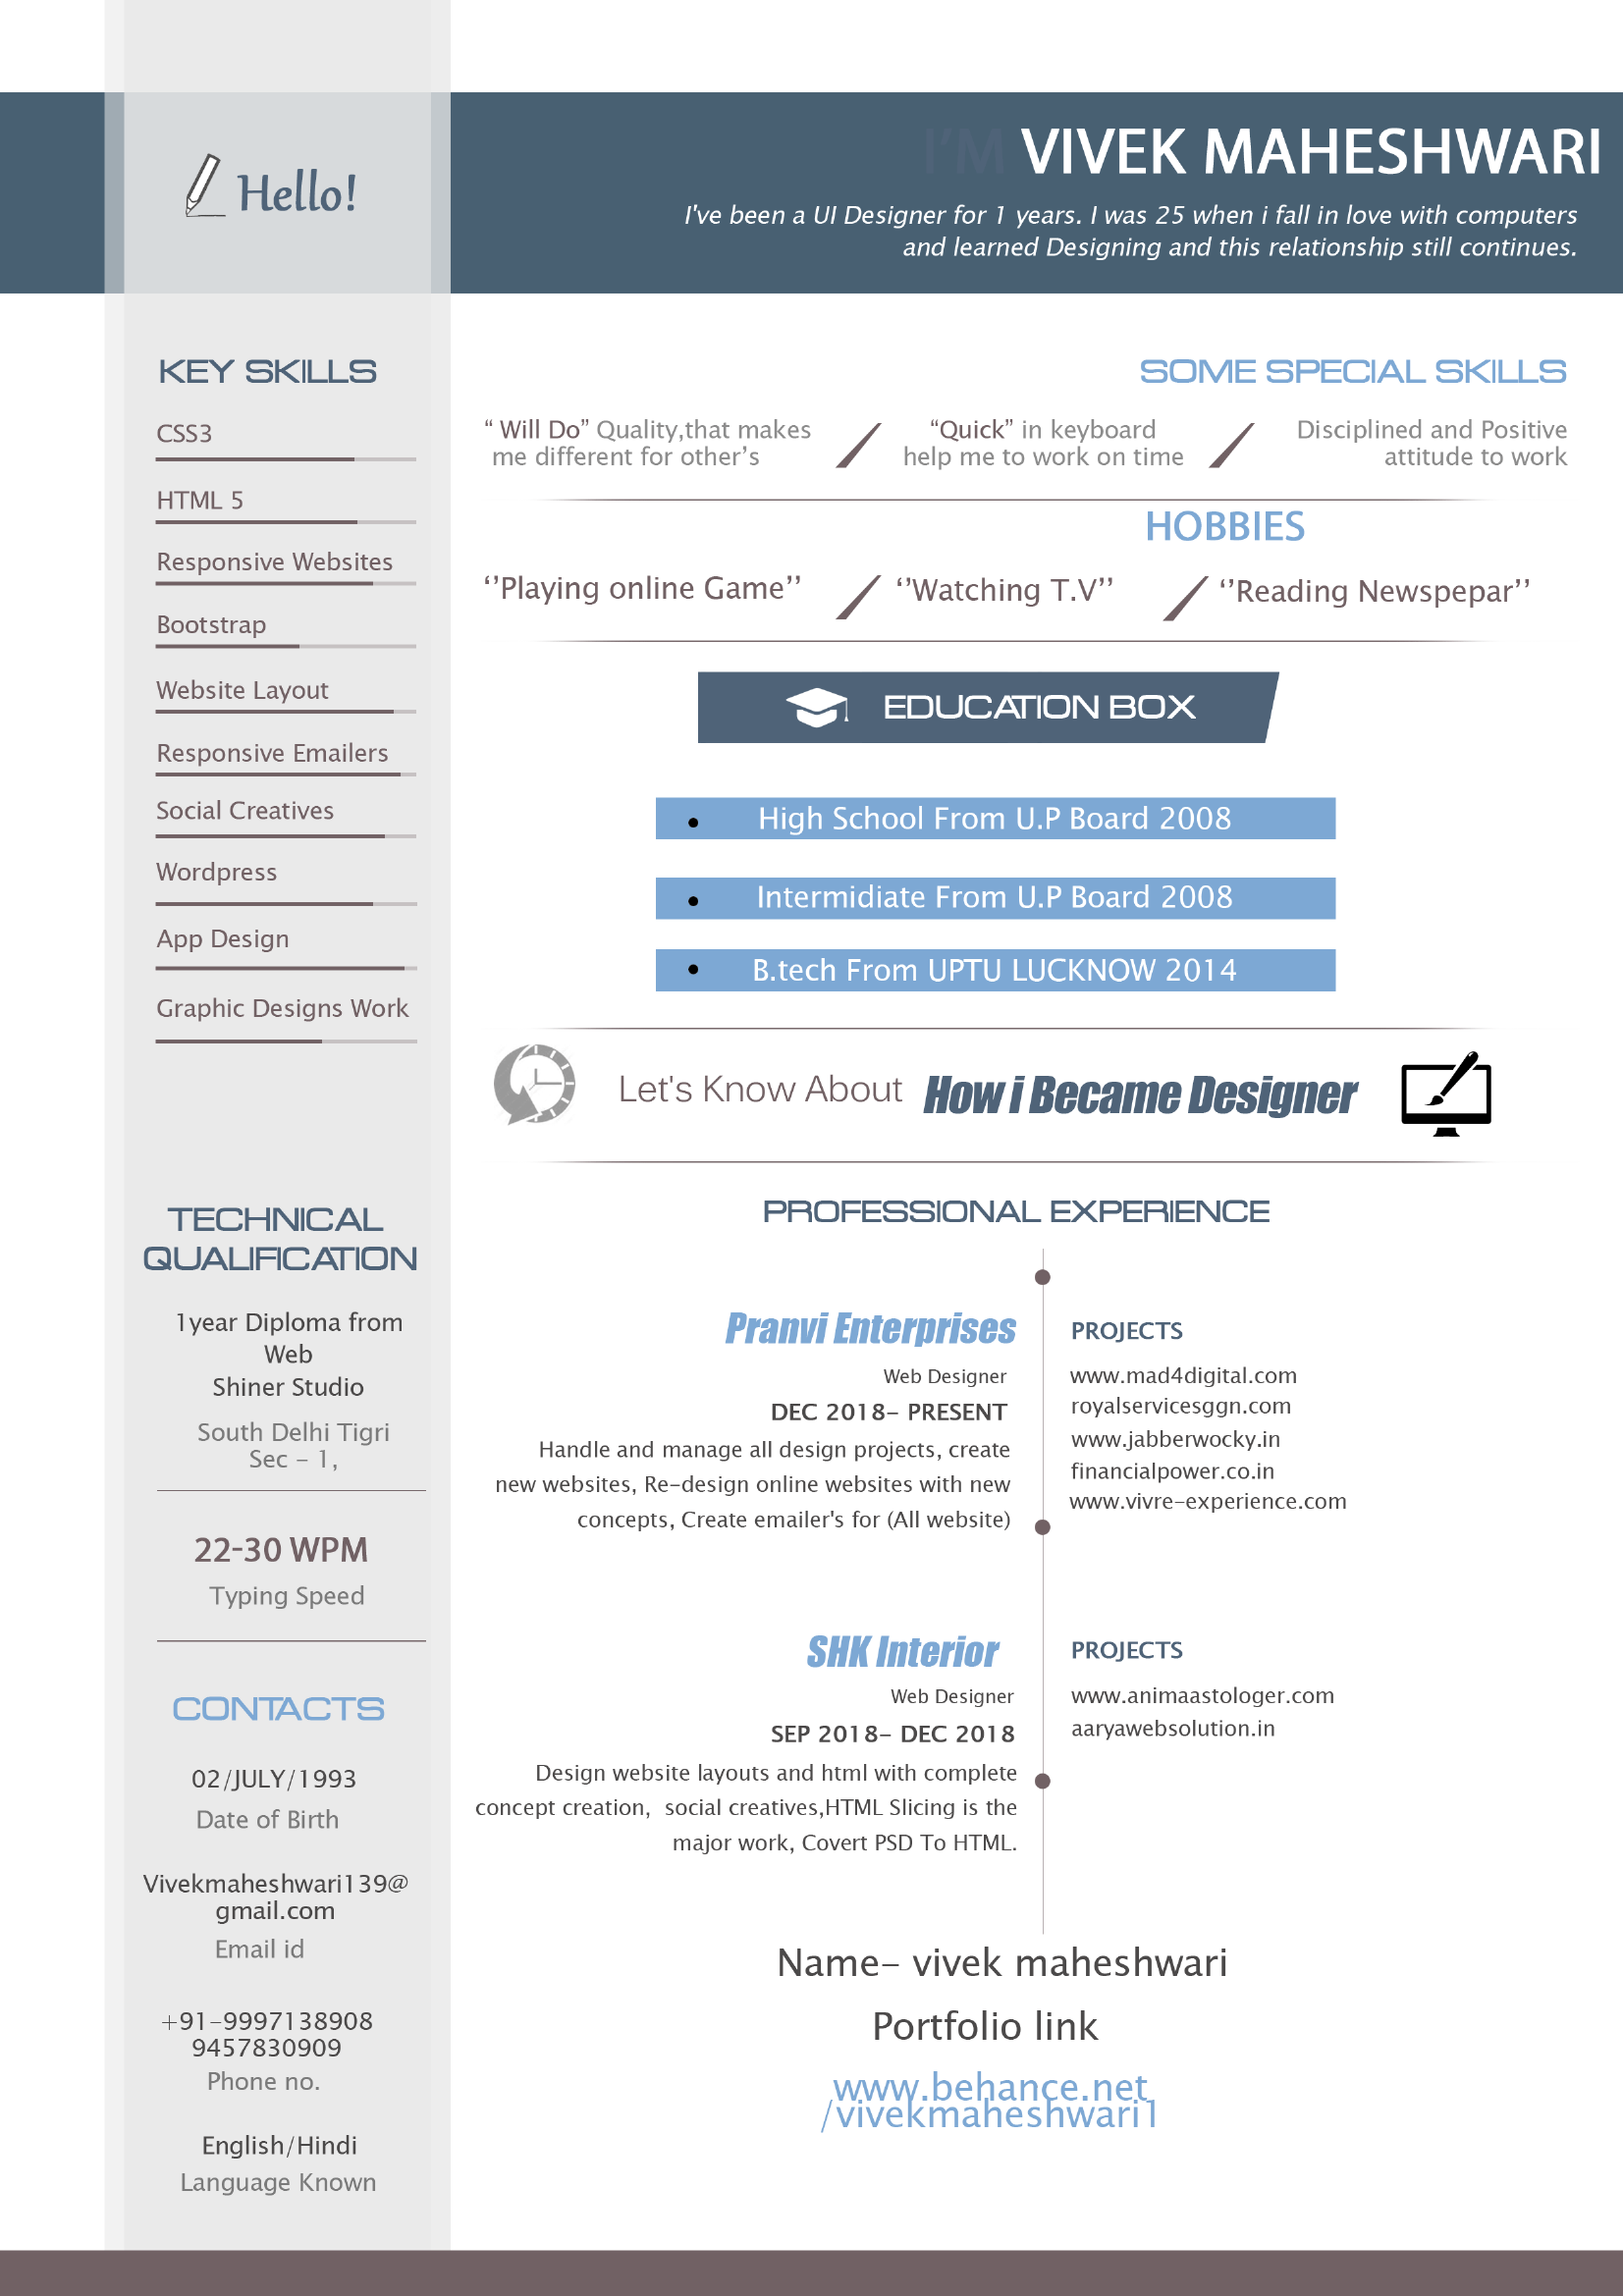 Hello!
I'M VIVEK MAHESHWARI
I've been a UI Designer for 1 years. I was 25 when i fall in love with computers
and learned Designing and this relationship still continues.
KEY SKILLS
CSS3
HTML 5
Responsive Websites
Bootstrap
Website Layout
Responsive Emailers
Social Creatives
Wordpress
App Design
Graphic Designs Work
TECHNICAL
QUALIFICATION
1year Diploma from
Web
Shiner Studio
South Delhi Tigri
Sec - 1,
22-30 WPM
Typing Speed
CONTACTS
02/JULY/1993
Date of Birth
Vivekmaheshwari139@
gmail.com
Email id
+91-9997138908
9457830909
Phone no.
English/Hindi
Language Known
SOME SPECIAL SKILLS
“ Will Do” Quality,that makes
me different for other’s
“Quick” in keyboard
help me to work on time
Disciplined and Positive
attitude to work
HOBBIES
‘’Playing online Game’’
‘’Watching T.V’’
‘’Reading Newspepar’’
EDUCATION BOX
High School From U.P Board 2008
Intermidiate From U.P Board 2008
B.tech From UPTU LUCKNOW 2014
Let's Know About How i Became Designer
PROFESSIONAL EXPERIENCE
Pranvi Enterprises
Web Designer
DEC 2018- PRESENT
Handle and manage all design projects, create
new websites, Re-design online websites with new
concepts, Create emailer's for (All website)
PROJECTS
www.mad4digital.com
royalservicesggn.com
www.jabberwocky.in
financialpower.co.in
www.vivre-experience.com
SHK Interior
Web Designer
SEP 2018- DEC 2018
Design website layouts and html with complete
concept creation, social creatives,HTML Slicing is the
major work, Covert PSD To HTML.
PROJECTS
www.animaastologer.com
aaryawebsolution.in
Name- vivek maheshwari
Portfolio link
www.behance.net
/vivekmaheshwari1